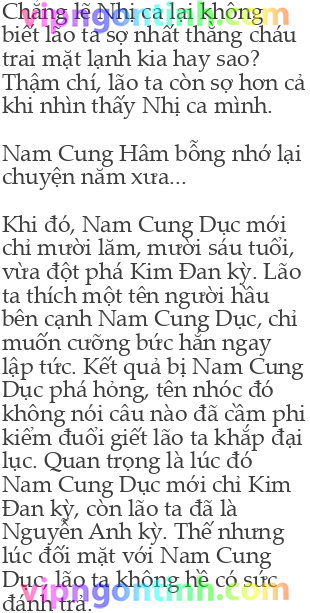 Chẳng lẽ Nhị ca lại không
biết lão ta sợ nhất thằng cháu
trai mặt lạnh kia hay sao?
Thậm chí, lão ta còn sợ hơn cả
khi nhìn thấy Nhị ca mình.

Nam Cung Hâm bỗng nhớ lại
chuyện năm xưa...

Khi đó, Nam Cung Dục mới
chỉ mười lăm, mười sáu tuổi,
vừa đột phá Kim Đan kỳ. Lão
ta thích một tên người hầu
bên cạnh Nam Cung Dục, chỉ
muốn cưỡng bức hắn ngay
lập tức. Kết quả bị Nam Cung
Dục phá hỏng, tên nhóc đó
không nói câu nào đã cầm phi
kiếm đuổi giết lão ta khắp đại
lục. Quan trọng là lúc đó
Nam Cung Dục mới chỉ Kim
Đan kỳ, còn lão ta đã là
Nguyễn Anh kỳ. Thế nhưng
lúc đối mặt với Nam Cung
Dục, lão ta không hề có sức
đánh trả.
vipngontinh.com
vipngontinh.com